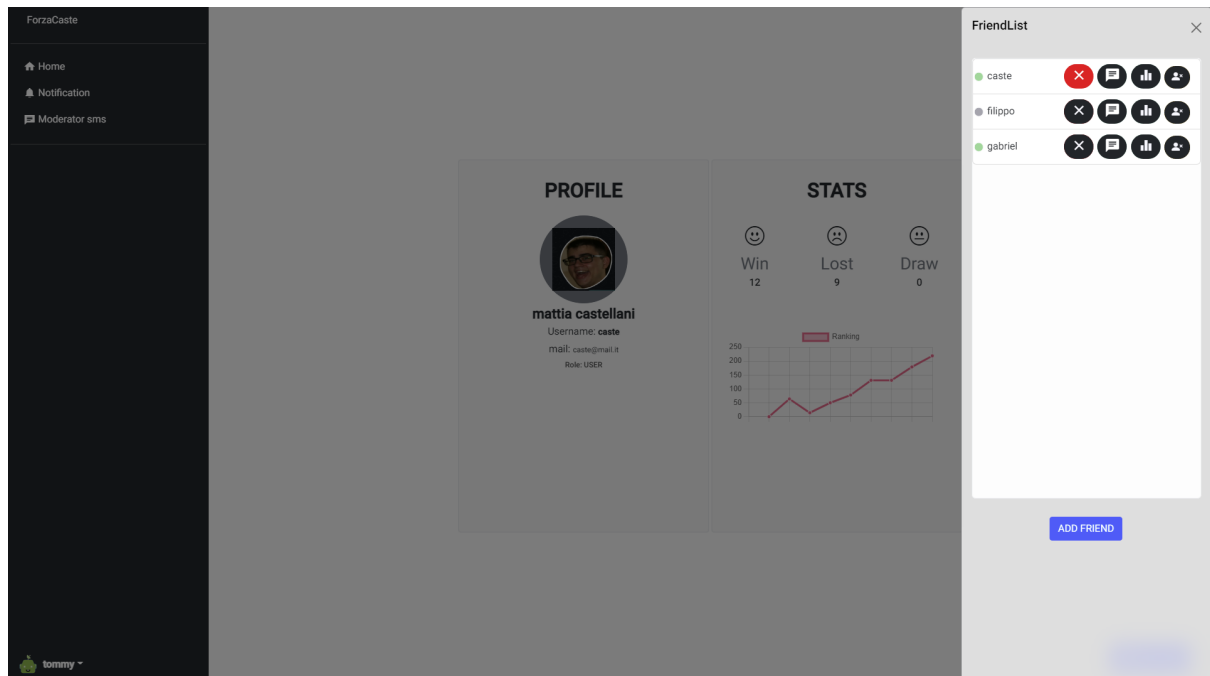 ForzaCaste
Home
Notification
Moderator sms
tommy
PROFILE
mattia castellani
Username: caste
mail: caste@mail.it
Role: USER
STATS
Win Lost Draw
12 9 0
Ranking
250
200
150
100
50
0
FriendList
caste
filippo
gabriel
ADD FRIEND